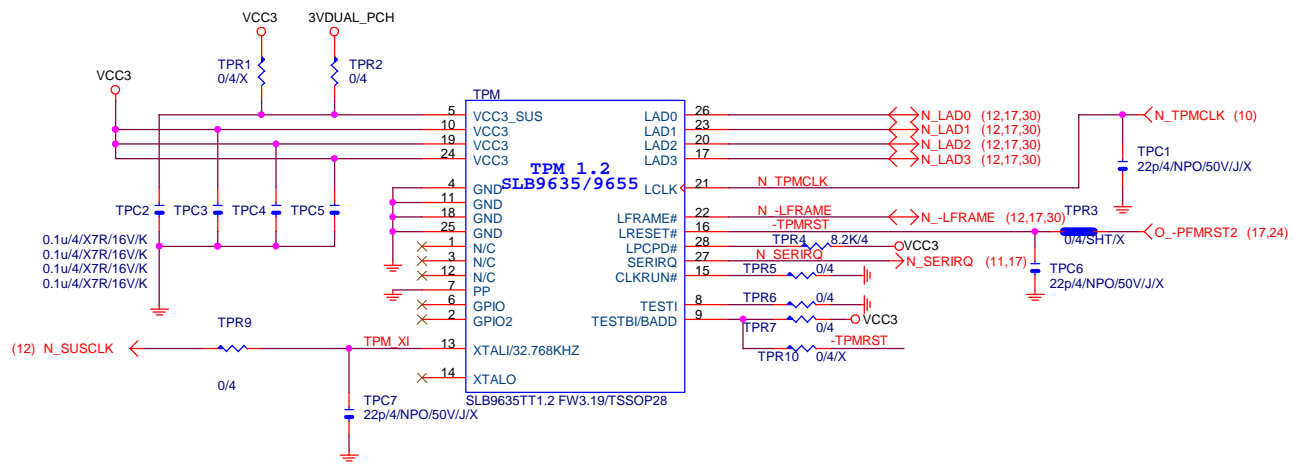 VCC3
3VDUAL_PCH
TPR1
0/4/X
TPR2
0/4
VCC3
TPM
5 VCC3_SUS
10 VCC3
19 VCC3
24 VCC3
4 GND
11 GND
18 GND
25 GND
1 N/C
3 N/C
12 N/C
7 PP
6 GPIO
2 GPIO2
13 XTALI/32.768KHZ
14 XTALO
TPM 1.2
SLB9635/9655
LAD0 26
LAD1 23
LAD2 20
LAD3 17
LCLK 21
LFRAME# 22
LRESET# 16
LPCPD# 28
SERIRQ 27
CLKRUN# 15
TESTI 8
TESTBI/BADD 9
SLB9635TT1.2 FW3.19/TSSOP28
N_LAD0 (12,17,30)
N_LAD1 (12,17,30)
N_LAD2 (12,17,30)
N_LAD3 (12,17,30)
N_TPMCLK
N_TPMCLK (10)
TPC1
22p/4/NPO/50V/J/X
N_-LFRAME
N_-LFRAME (12,17,30)
-TPMRST
TPR3
0/4/SHT/X
O_-PFMRST2 (17,24)
TPR4 8.2K/4
VCC3
N_SERIRQ
N_SERIRQ (11,17)
TPR5 0/4
TPC6
22p/4/NPO/50V/J/X
TPR6 0/4
TPR7 0/4
VCC3
TPR10 0/4/X
-TPMRST
TPC2
TPC3
TPC4
TPC5
0.1u/4/X7R/16V/K
0.1u/4/X7R/16V/K
0.1u/4/X7R/16V/K
0.1u/4/X7R/16V/K
TPR9
(12) N_SUSCLK
TPM_XI
0/4
TPC7
22p/4/NPO/50V/J/X